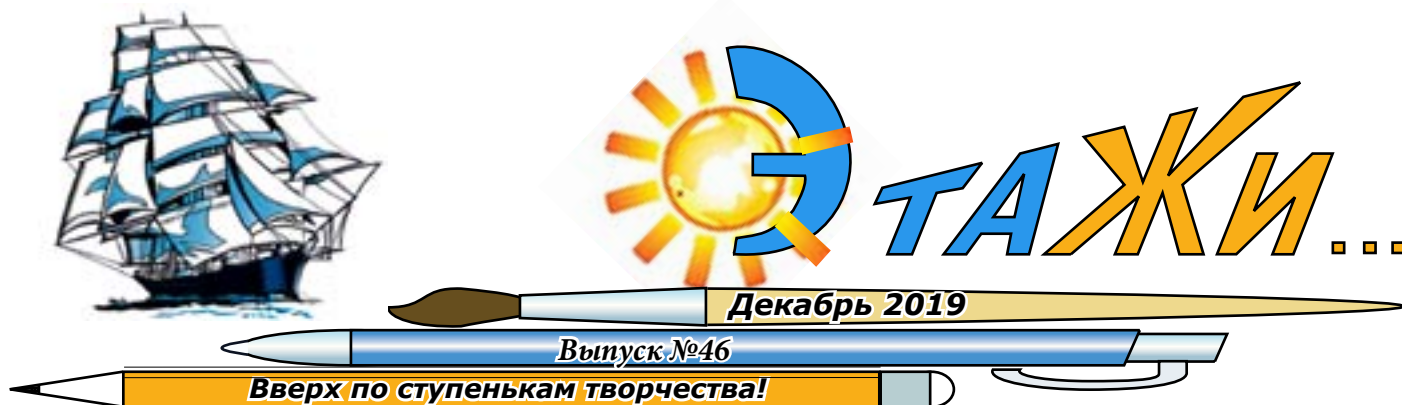 ЭтаЖи...
Декабрь 2019
Выпуск №46
Вверх по ступенькам творчества!